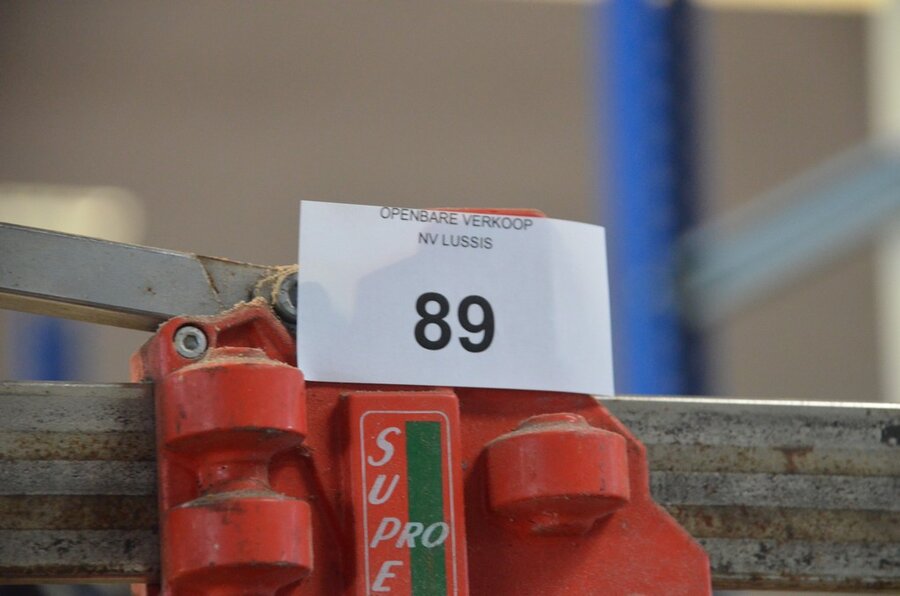 OPENBARE VERKOOP
NV LUSSIS
89
SUPE
PRO